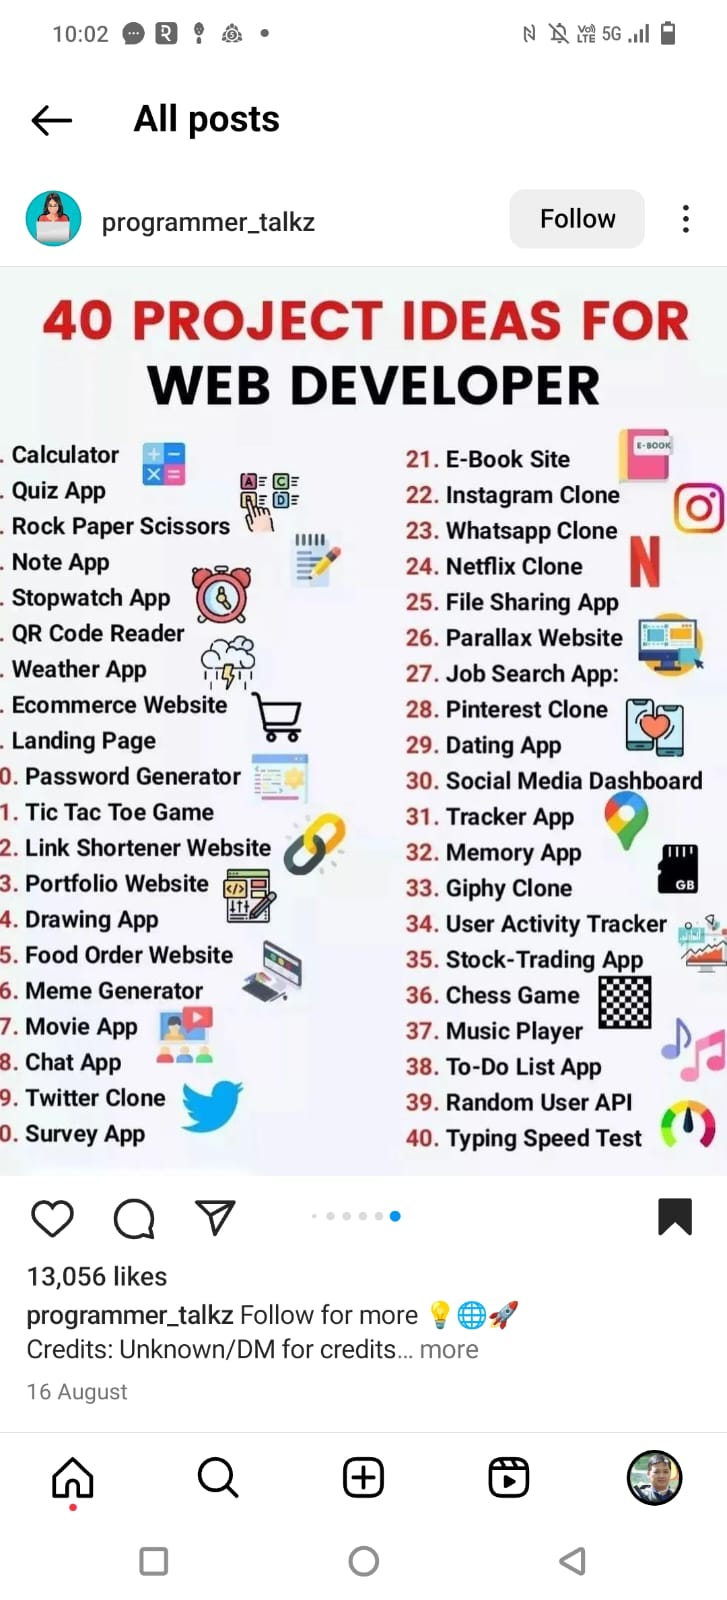 10:02
VoD LTE 5G
All posts
programmer_talkz
Follow
40 PROJECT IDEAS FOR
WEB DEVELOPER
. Calculator
. Quiz App
. Rock Paper Scissors
. Note App
. Stopwatch App
. QR Code Reader
. Weather App
. Ecommerce Website
. Landing Page
0. Password Generator
1. Tic Tac Toe Game
2. Link Shortener Website
3. Portfolio Website
4. Drawing App
5. Food Order Website
6. Meme Generator
7. Movie App
8. Chat App
9. Twitter Clone
0. Survey App
A C
B D
E-BOOK
21. E-Book Site
22. Instagram Clone
23. Whatsapp Clone
24. Netflix Clone
N
25. File Sharing App
26. Parallax Website
27. Job Search App:
28. Pinterest Clone
29. Dating App
30. Social Media Dashboard
31. Tracker App
32. Memory App
33. Giphy Clone
GB
34. User Activity Tracker
35. Stock-Trading App
36. Chess Game
37. Music Player
38. To-Do List App
39. Random User API
40. Typing Speed Test
13,056 likes
programmer_talkz Follow for more 💡🌐🚀
Credits: Unknown/DM for credits... more
16 August